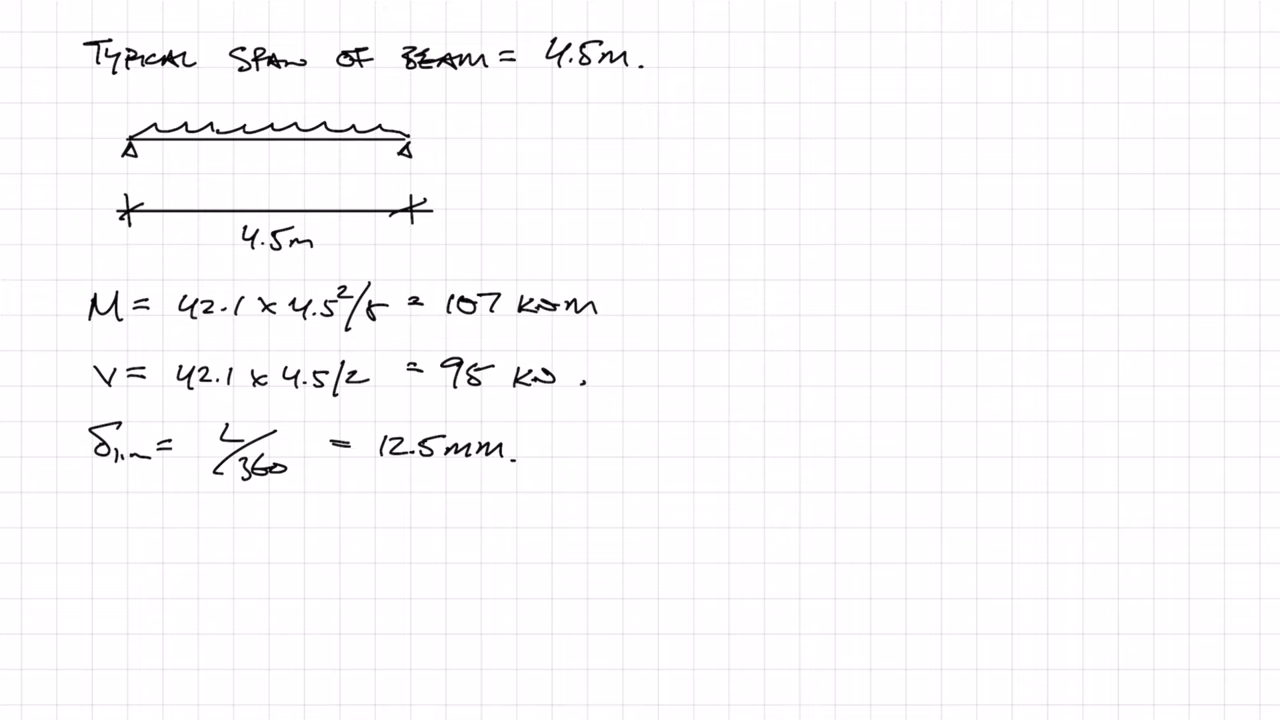 TYPICAL SPAN OF BEAM = 4.5m.
4.5m
M = 42.1 x 4.5²/8 = 107 kNm
V = 42.1 x 4.5/2 = 95 kN.
δlim = L/360 = 12.5mm.